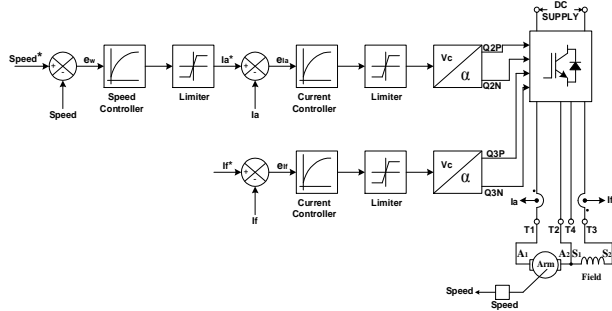 DC
SUPPLY
Speed*
+
-
Speed
ew
Speed
Controller
Limiter
Ia*
+
-
Ia
eIa
Current
Controller
Limiter
Vc
α
Q2P
Q2N
If*
+
-
If
eIf
Current
Controller
Limiter
Vc
α
Q3P
Q3N
Ia
If
T1
T2
T4
T3
A1
Arm
A2
S1
S2
Field
Speed
Speed